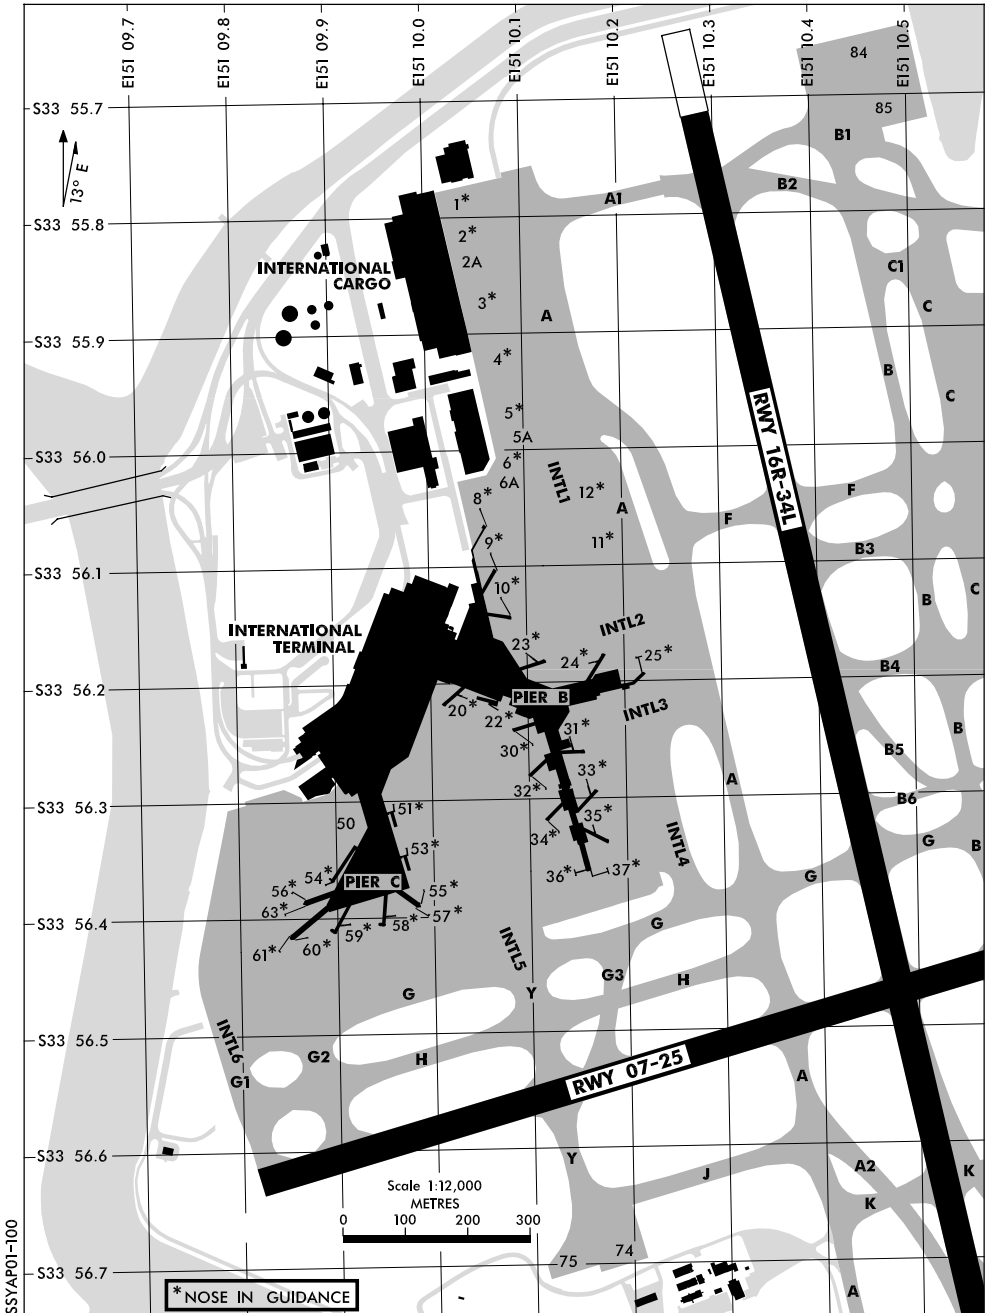 E151 09.7
E151 09.8
E151 09.9
E151 10.0
E151 10.1
E151 10.2
E151 10.3
E151 10.4
E151 10.5
84
S33 55.7
85
B1
13° E
B2
1*
A1
S33 55.8
2*
INTERNATIONAL
CARGO
2A
C1
3*
C
A
S33 55.9
4*
B
C
5*
RWY 16R-34L
5A
S33 56.0
6*
INTL1
6A
12*
F
8*
A
F
9*
11*
B3
S33 56.1
10*
B
C
INTERNATIONAL
TERMINAL
INTL2
23*
24*
25*
B4
S33 56.2
PIER B
20*
22*
INTL3
31*
B
30*
B5
33*
A
32*
S33 56.3
51*
B6
50
35*
34*
INTL4
G
B
53*
54*
36*
37*
G
PIER C
56*
55*
63*
57*
S33 56.4
58*
59*
G
60*
61*
INTL5
G3
H
G
Y
S33 56.5
INTL6
G2
H
RWY 07-25
G1
A
S33 56.6
Y
A2
J
K
Scale 1:12,000
METRES
K
0 100 200 300
75
74
S33 56.7
A
*NOSE IN GUIDANCE
SSYAP01-100